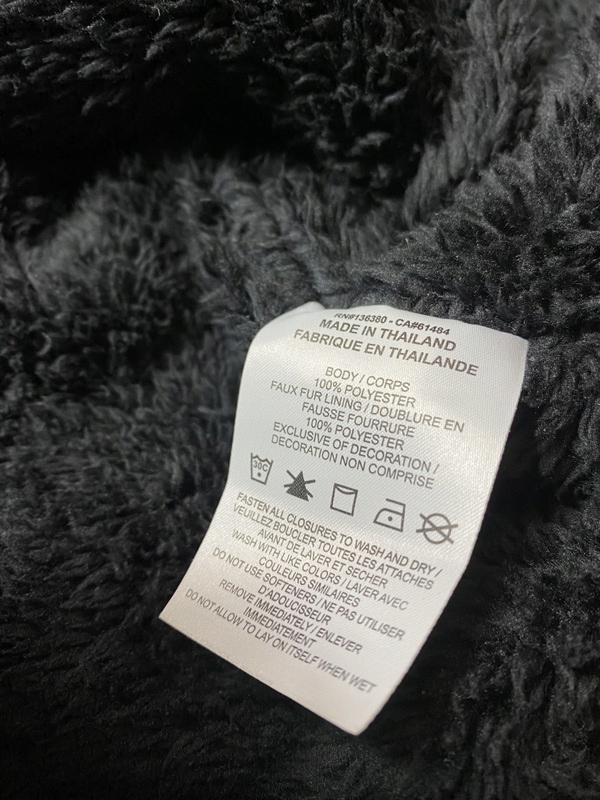 RN#136380 - CA#61484
MADE IN THAILAND
FABRIQUE EN THAILANDE
BODY / CORPS
100% POLYESTER
FAUX FUR LINING / DOUBLURE EN
FAUSSE FOURRURE
100% POLYESTER
EXCLUSIVE OF DECORATION /
DECORATION NON COMPRISE
30C
FASTEN ALL CLOSURES TO WASH AND DRY /
VEUILLEZ BOUCLER TOUTES LES ATTACHES
AVANT DE LAVER ET SECHER
WASH WITH LIKE COLORS / LAVER AVEC
COULEURS SIMILAIRES
DO NOT USE SOFTENERS / NE PAS UTILISER
D'ADOUCISSEUR
REMOVE IMMEDIATELY / ENLEVER
IMMEDIATEMENT
DO NOT ALLOW TO LAY ON ITSELF WHEN WET